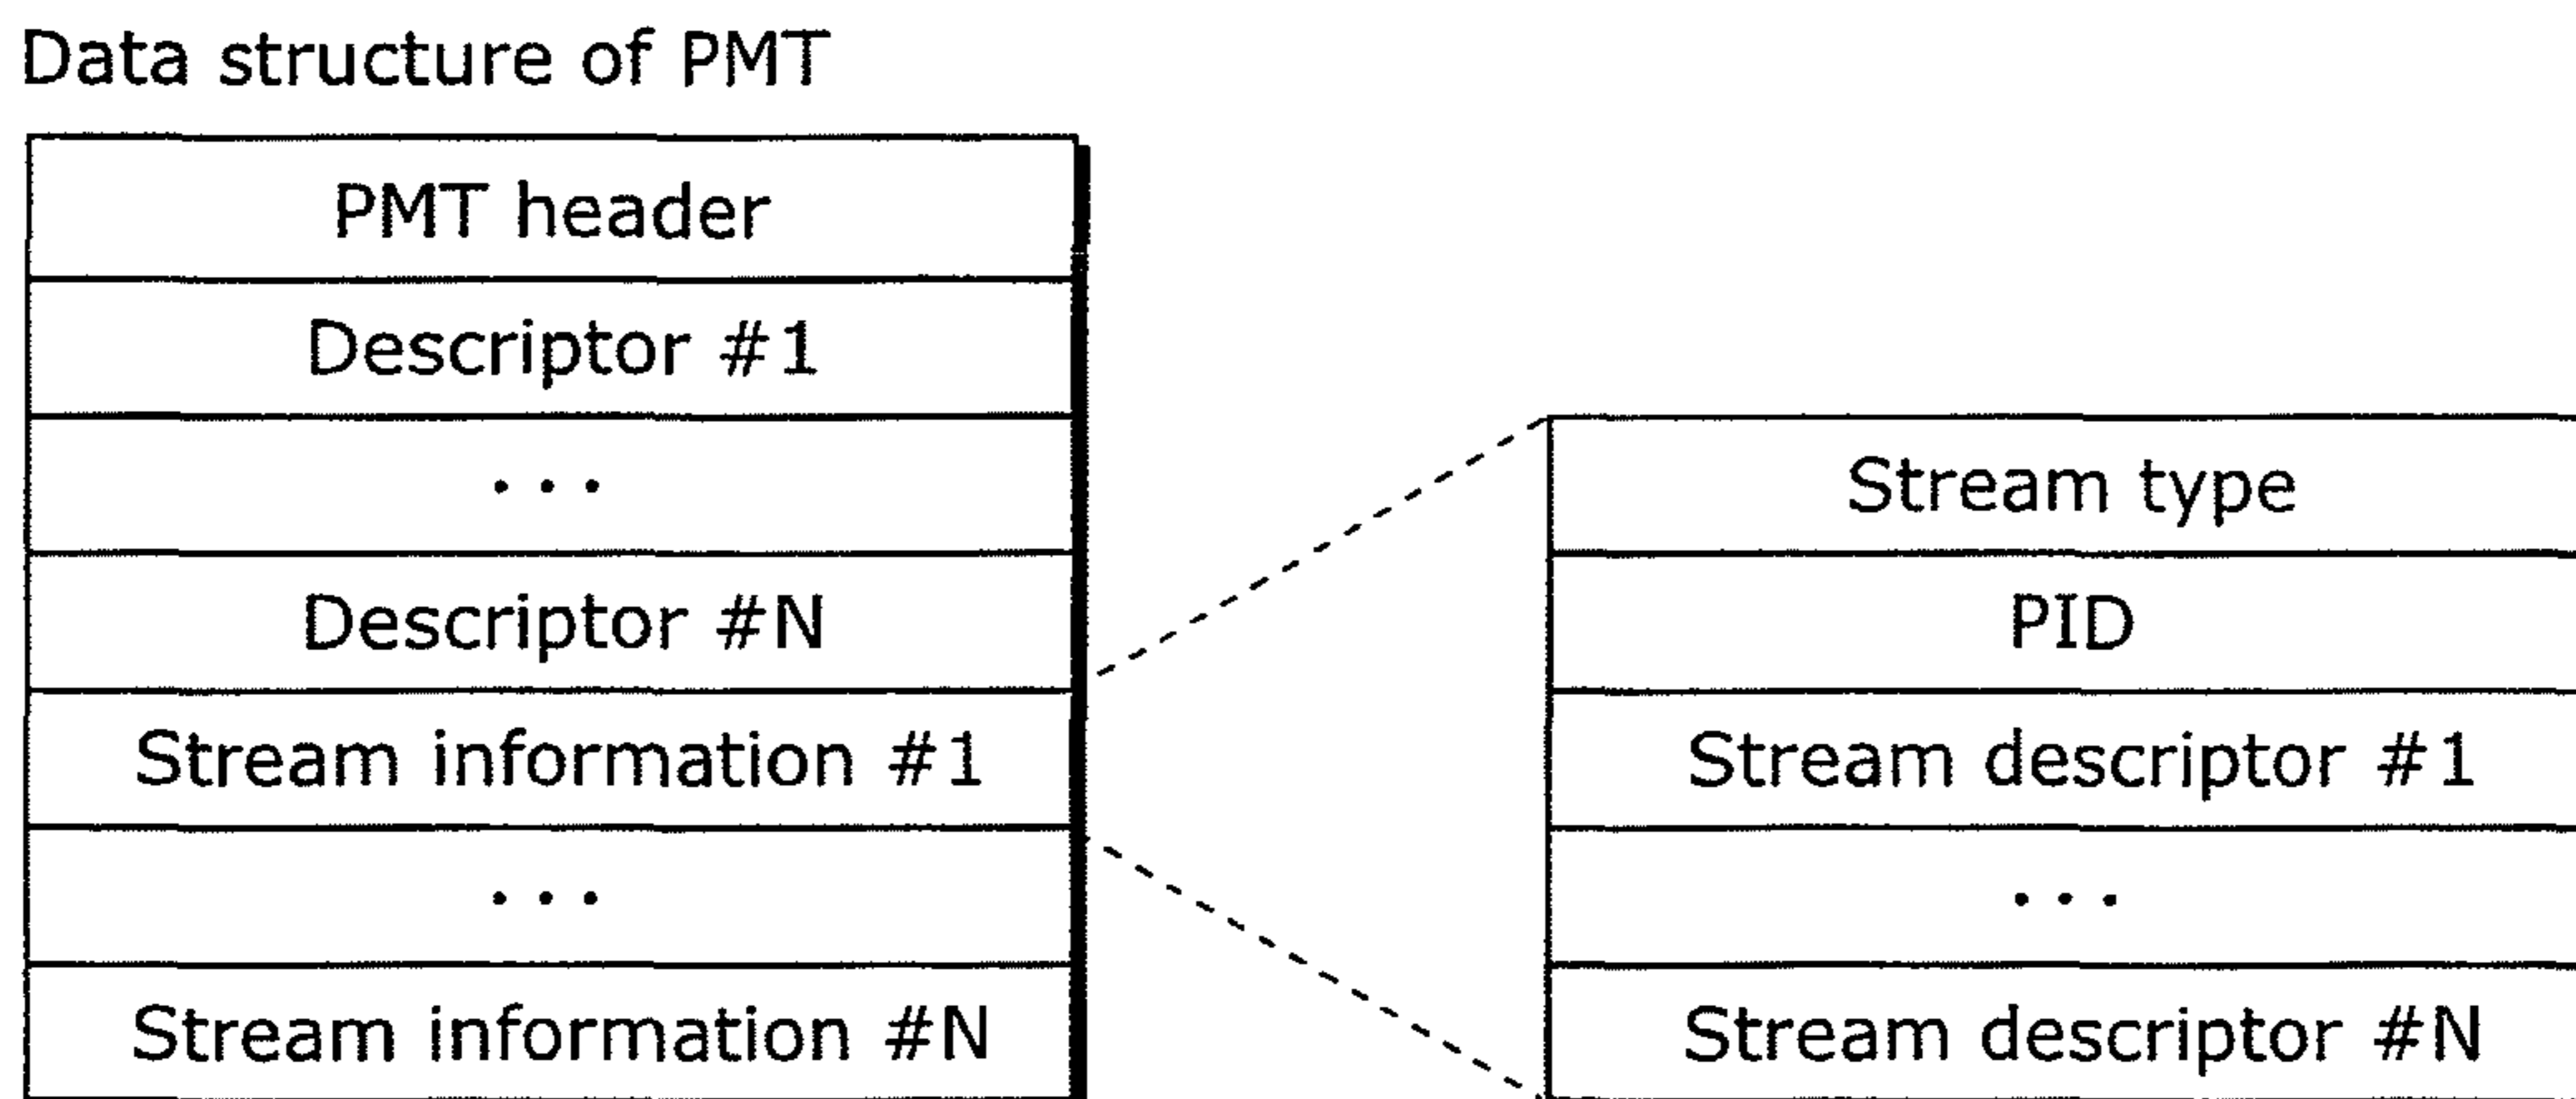 Data structure of PMT
PMT header
Descriptor #1
...
Descriptor #N
Stream information #1
...
Stream information #N
Stream type
PID
Stream descriptor #1
...
Stream descriptor #N